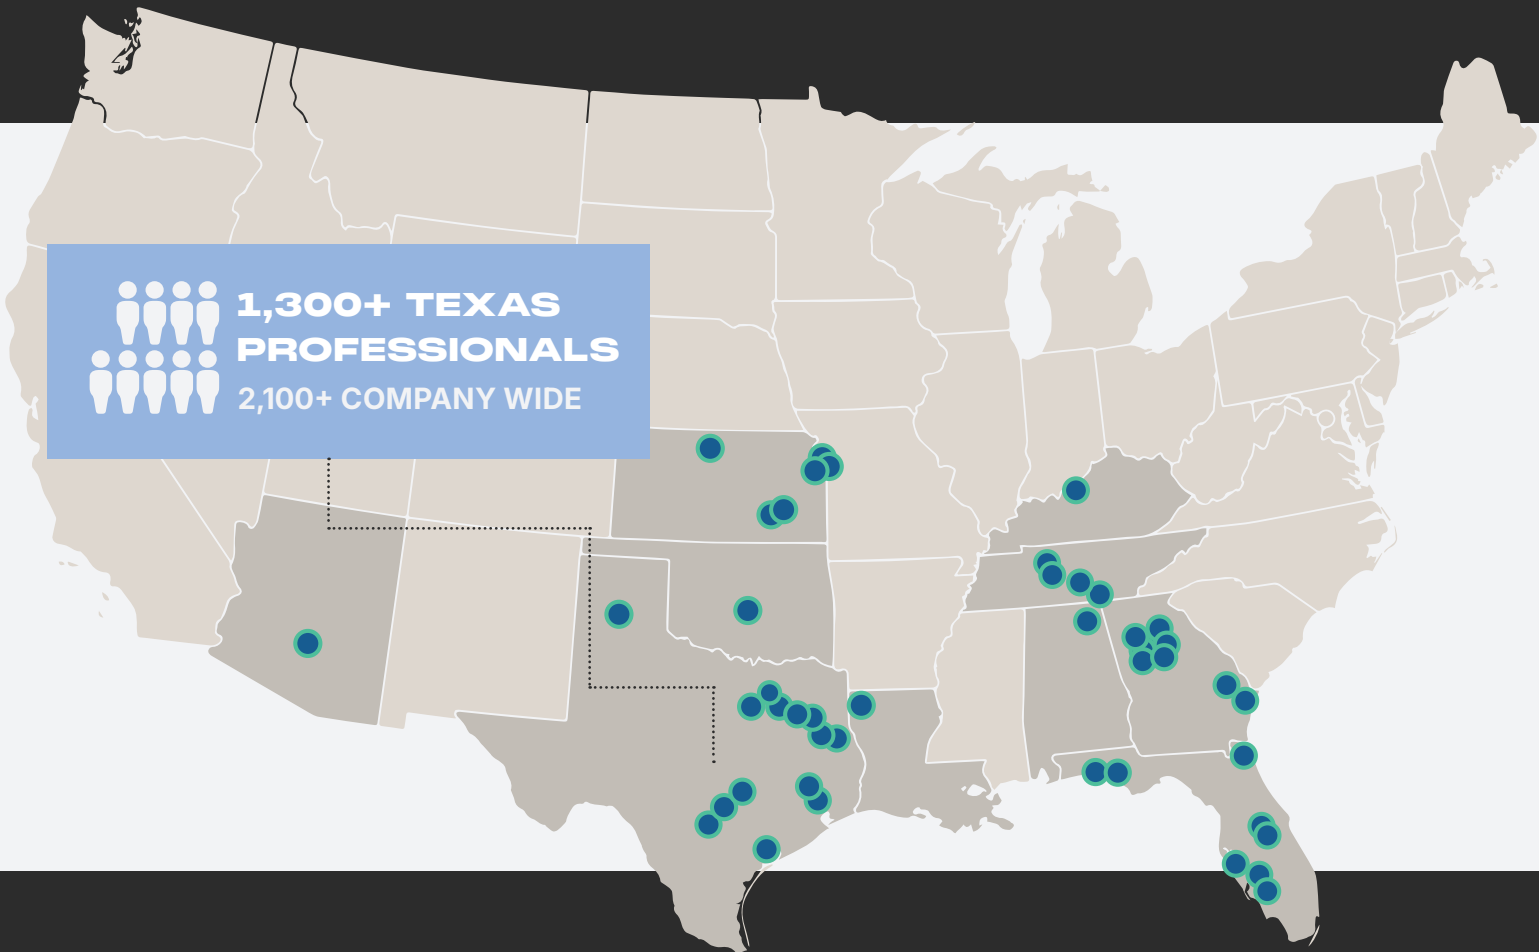 1,300+ TEXAS
PROFESSIONALS
2,100+ COMPANY WIDE